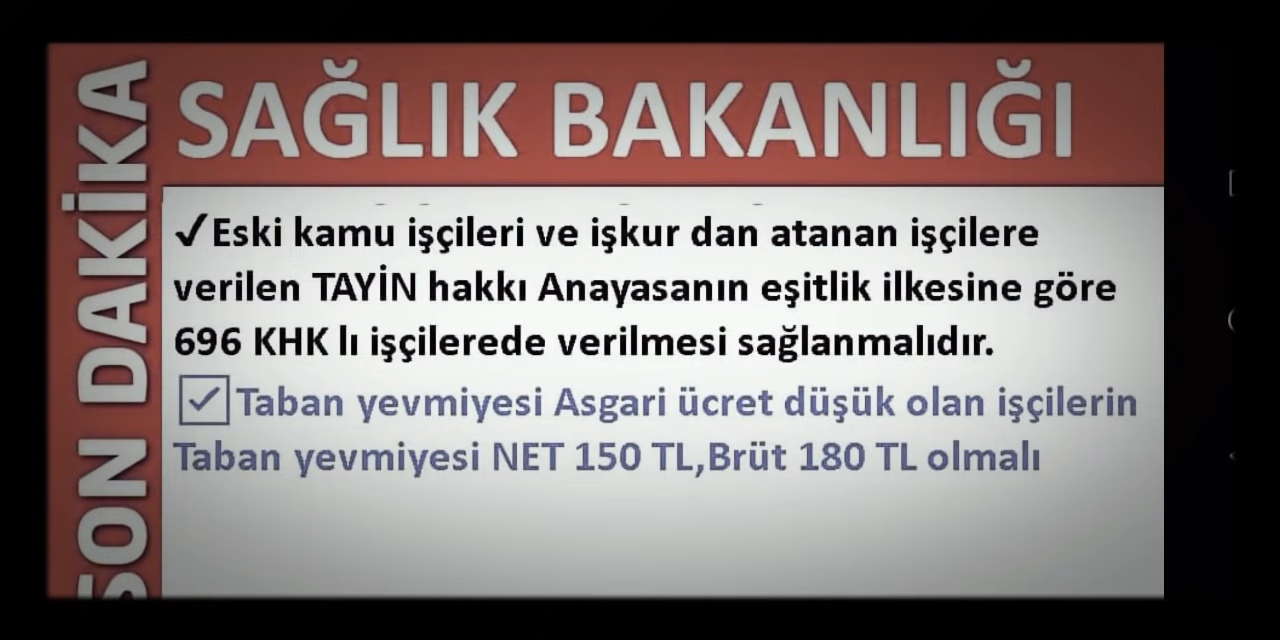 SON DAKİKA
SAĞLIK BAKANLIĞI
✓Eski kamu işçileri ve işkur dan atanan işçilere
verilen TAYİN hakkı Anayasanın eşitlik ilkesine göre
696 KHK lı işçilerede verilmesi sağlanmalıdır.
☑Taban yevmiyesi Asgari ücret düşük olan işçilerin
Taban yevmiyesi NET 150 TL,Brüt 180 TL olmalı